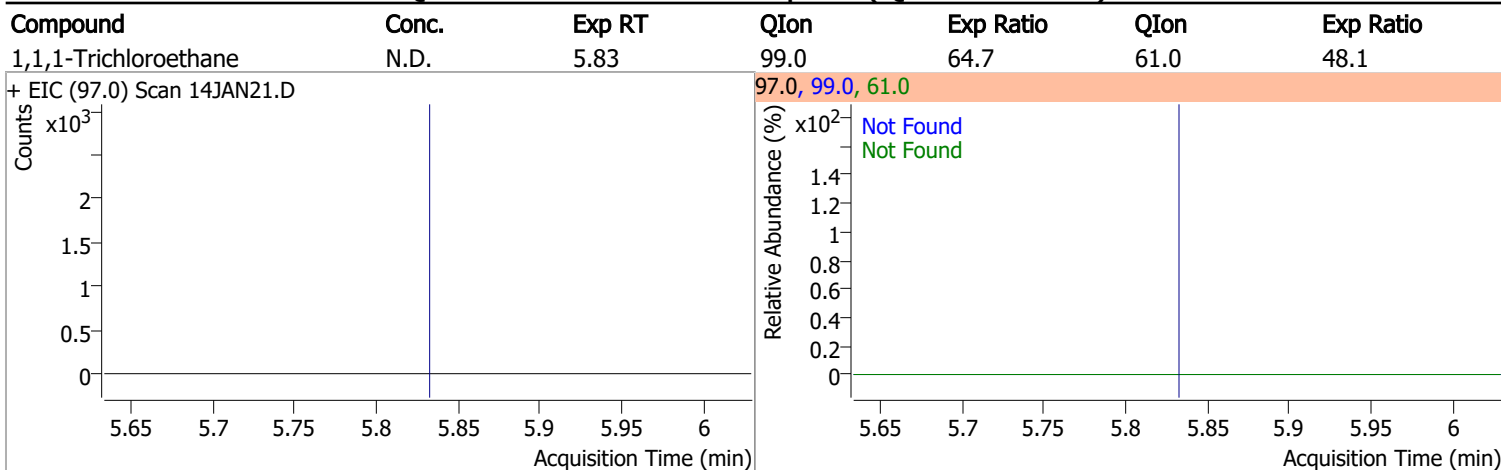 Compound Conc. Exp RT QIon Exp Ratio QIon Exp Ratio
1,1,1-Trichloroethane N.D. 5.83 99.0 64.7 61.0 48.1
+ EIC (97.0) Scan 14JAN21.D
Counts
x10³
2
1.5
1
0.5
0
5.65 5.7 5.75 5.8 5.85 5.9 5.95 6
Acquisition Time (min)
97.0, 99.0, 61.0
Relative Abundance (%)
x10²
Not Found
Not Found
1.4
1.2
1
0.8
0.6
0.4
0.2
0
5.65 5.7 5.75 5.8 5.85 5.9 5.95 6
Acquisition Time (min)